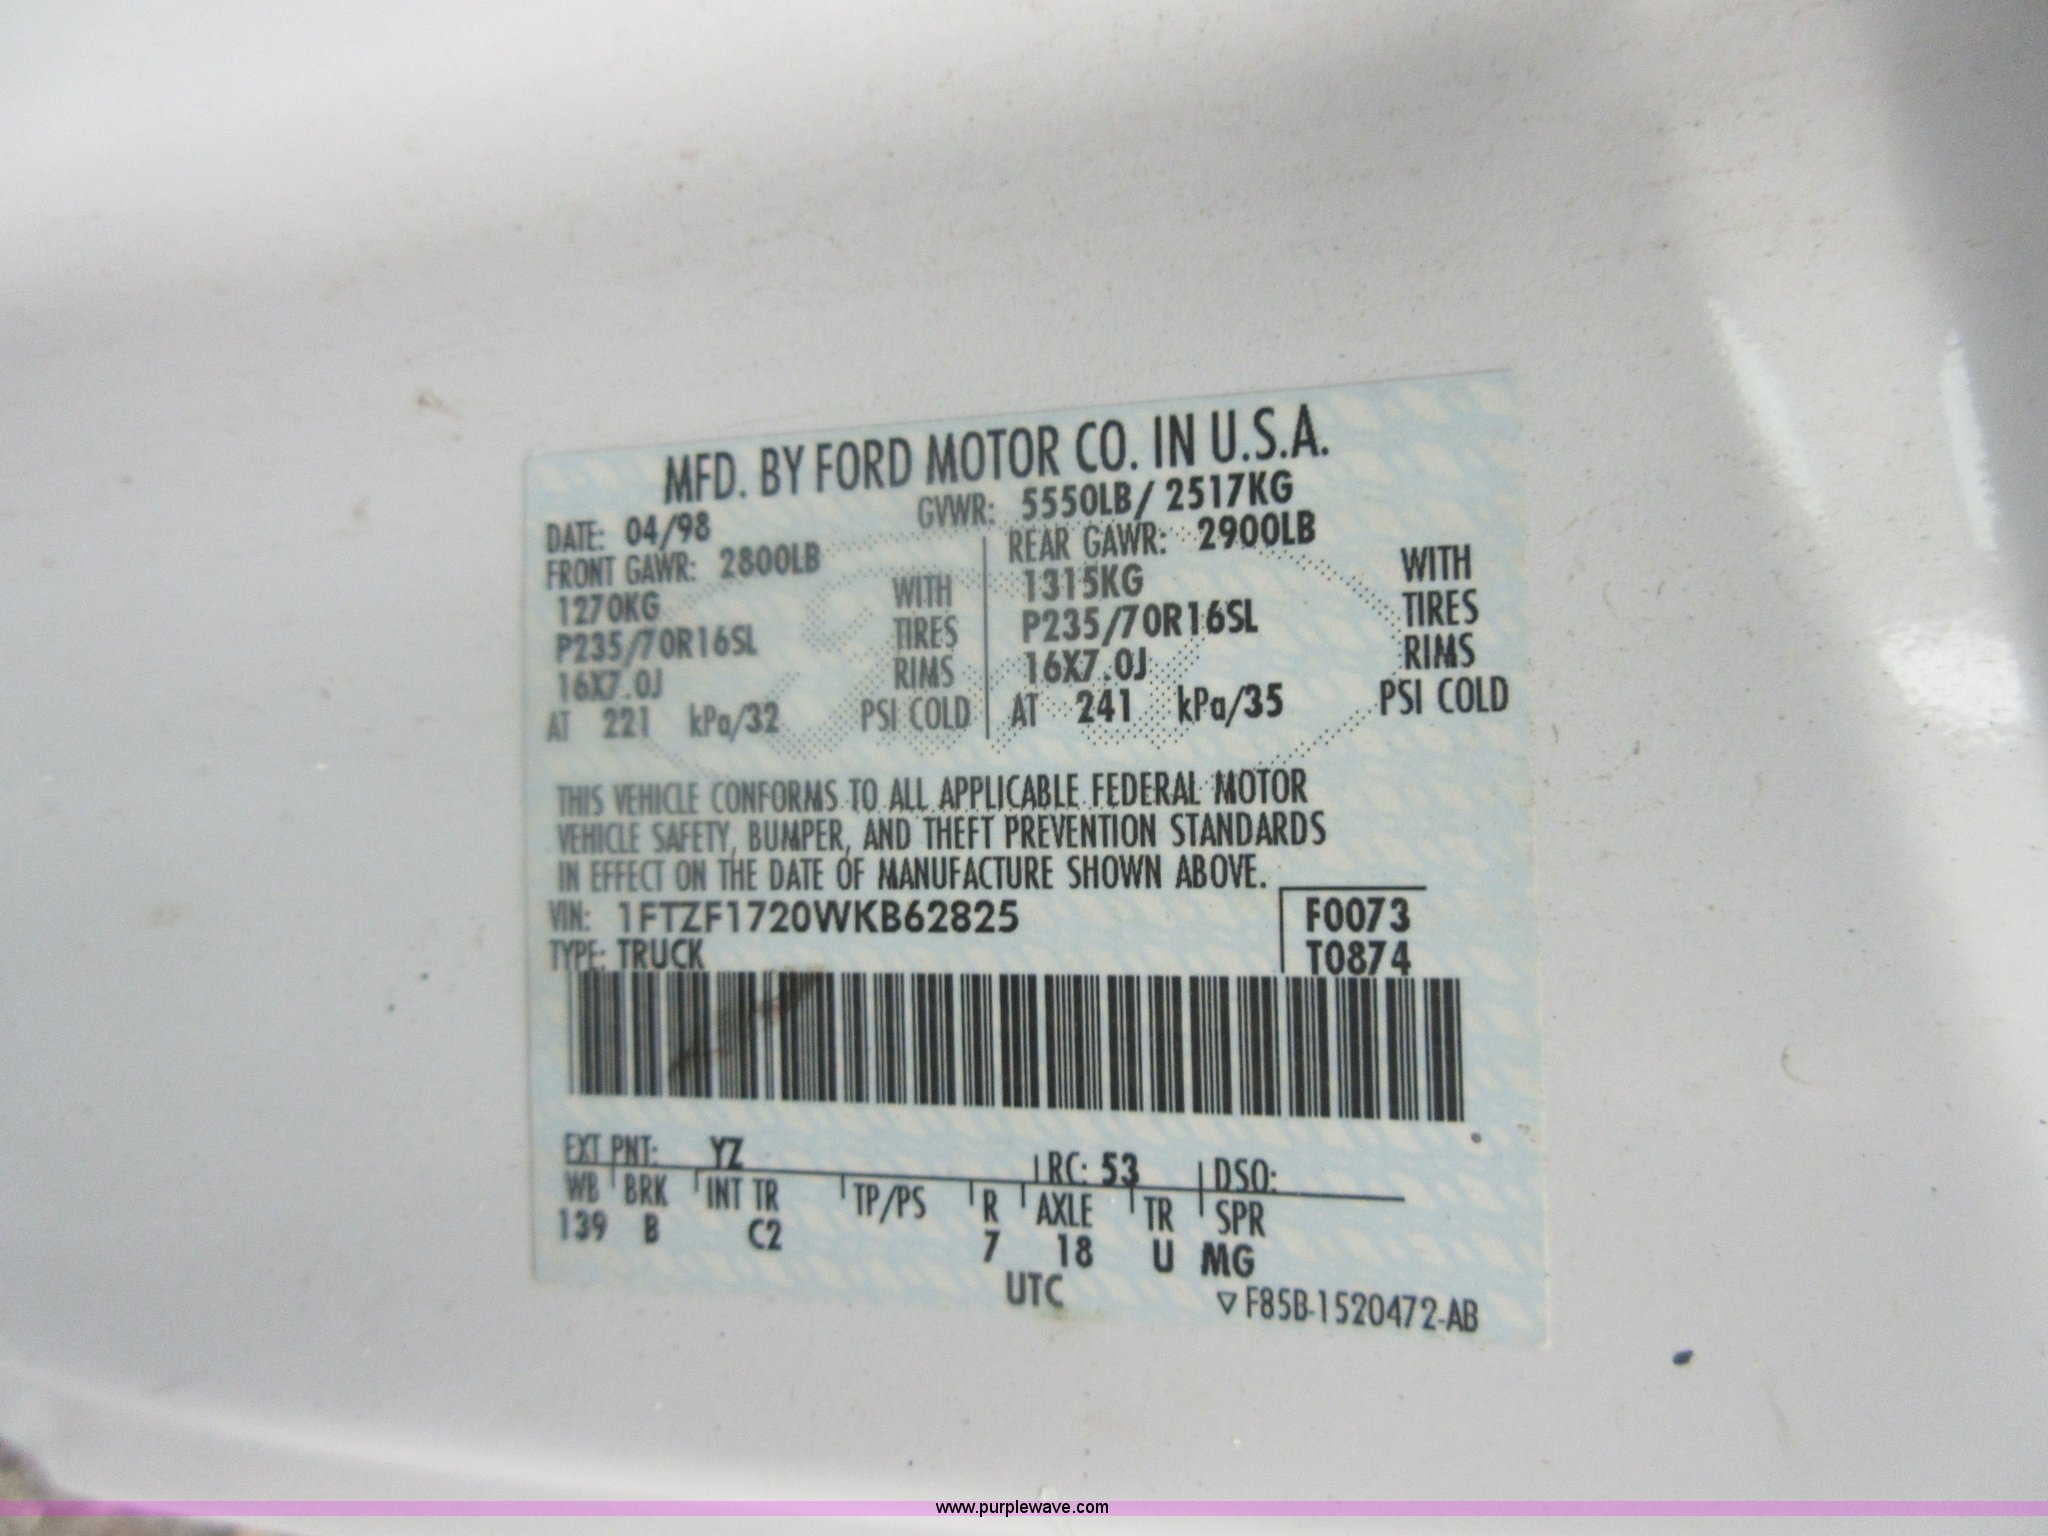 MFD. BY FORD MOTOR CO. IN U.S.A.
DATE: 04/98 GVWR: 5550LB/ 2517KG
FRONT GAWR: 2800LB REAR GAWR: 2900LB
1270KG WITH 1315KG WITH
P235/70R16SL TIRES P235/70R16SL TIRES
16X7.0J RIMS 16X7.0J RIMS
AT 221 kPa/32 PSI COLD AT 241 kPa/35 PSI COLD
THIS VEHICLE CONFORMS TO ALL APPLICABLE FEDERAL MOTOR
VEHICLE SAFETY, BUMPER, AND THEFT PREVENTION STANDARDS
IN EFFECT ON THE DATE OF MANUFACTURE SHOWN ABOVE.
VIN: 1FTZF1720WKB62825 F0073
TYPE: TRUCK T0874
EXT PNT: YZ RC: 53 DSO:
WB BRK INT TR TP/PS R AXLE TR SPR
139 B C2 7 18 U MG
UTC
▽ F85B-1520472-AB
www.purplewave.com